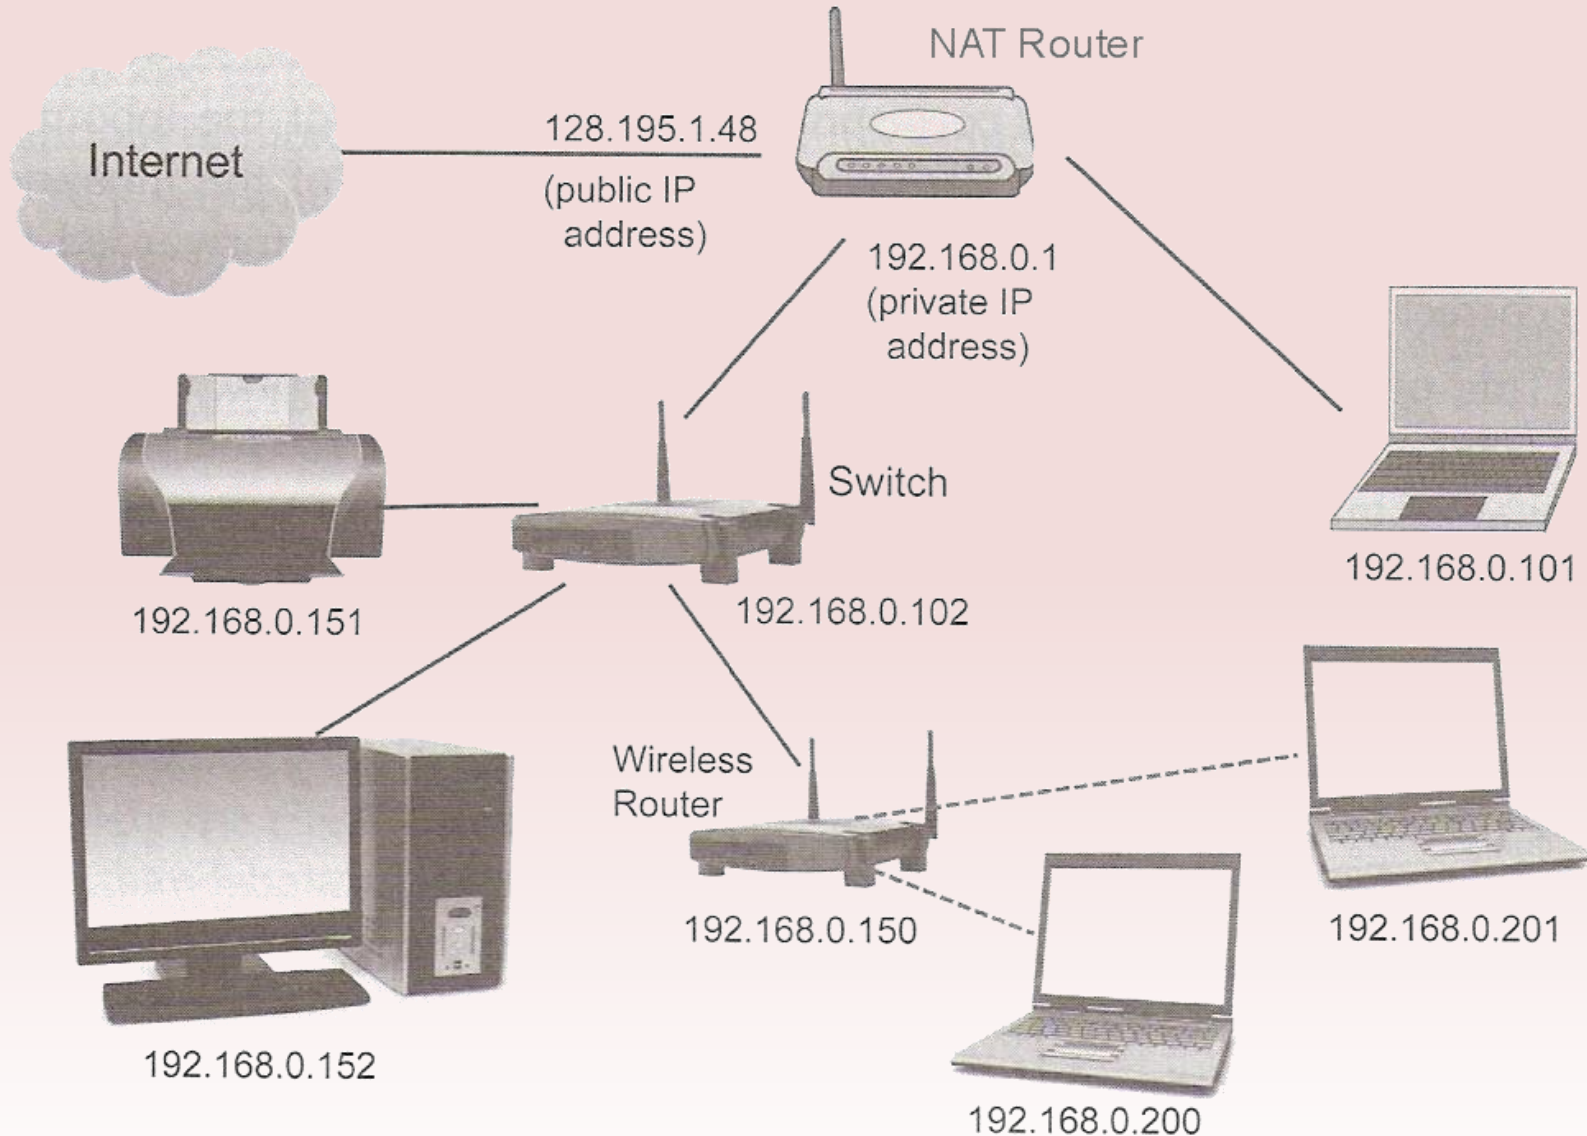 NAT Router
Internet
128.195.1.48
(public IP
address)
192.168.0.1
(private IP
address)
Switch
192.168.0.101
192.168.0.151
192.168.0.102
Wireless
Router
192.168.0.150
192.168.0.201
192.168.0.152
192.168.0.200